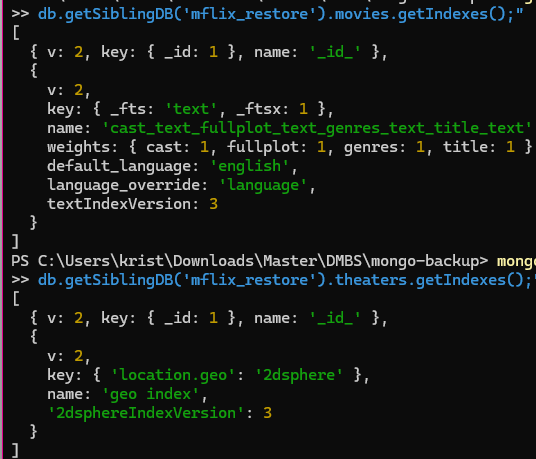 >> db.getSiblingDB('mflix_restore').movies.getIndexes();"
[
  { v: 2, key: { _id: 1 }, name: '_id_' },
  {
    v: 2,
    key: { _fts: 'text', _ftsx: 1 },
    name: 'cast_text_fullplot_text_genres_text_title_text'
    weights: { cast: 1, fullplot: 1, genres: 1, title: 1 }
    default_language: 'english',
    language_override: 'language',
    textIndexVersion: 3
  }
]
PS C:\Users\krist\Downloads\Master\DMBS\mongo-backup> mongo
>> db.getSiblingDB('mflix_restore').theaters.getIndexes();"
[
  { v: 2, key: { _id: 1 }, name: '_id_' },
  {
    v: 2,
    key: { 'location.geo': '2dsphere' },
    name: 'geo index',
    '2dsphereIndexVersion': 3
  }
]